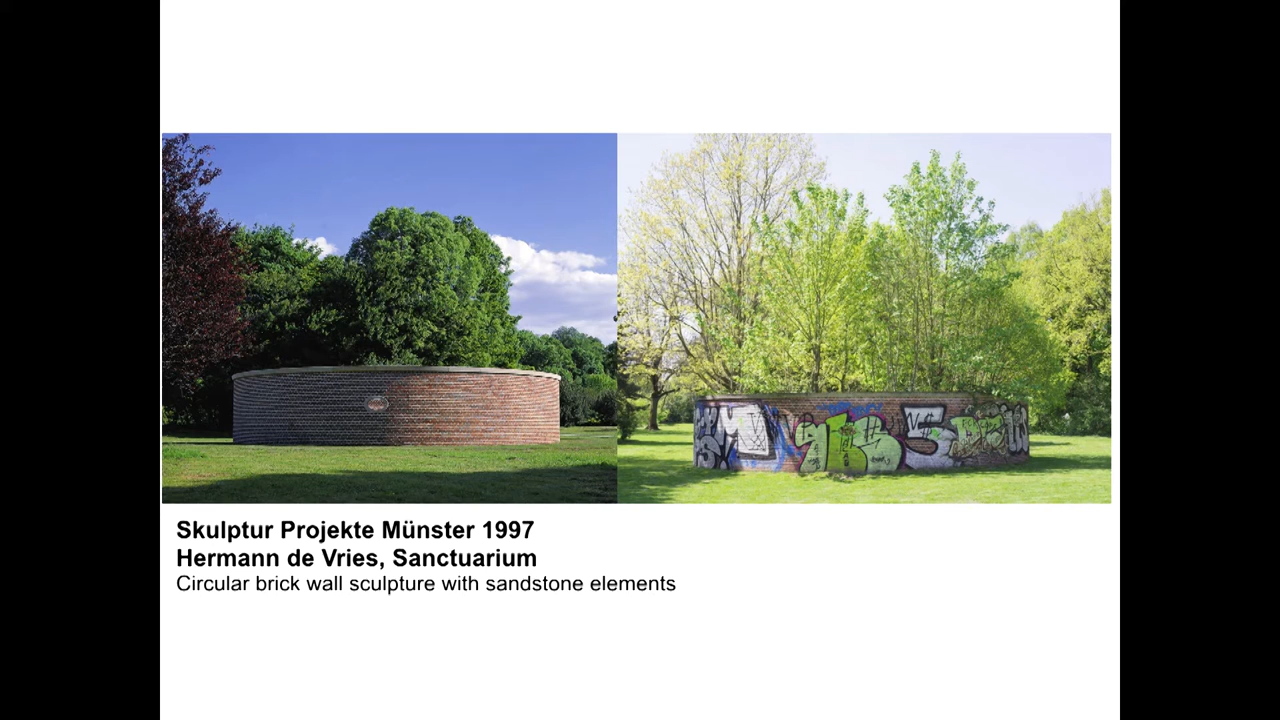 Skulptur Projekte Münster 1997
Hermann de Vries, Sanctuarium
Circular brick wall sculpture with sandstone elements